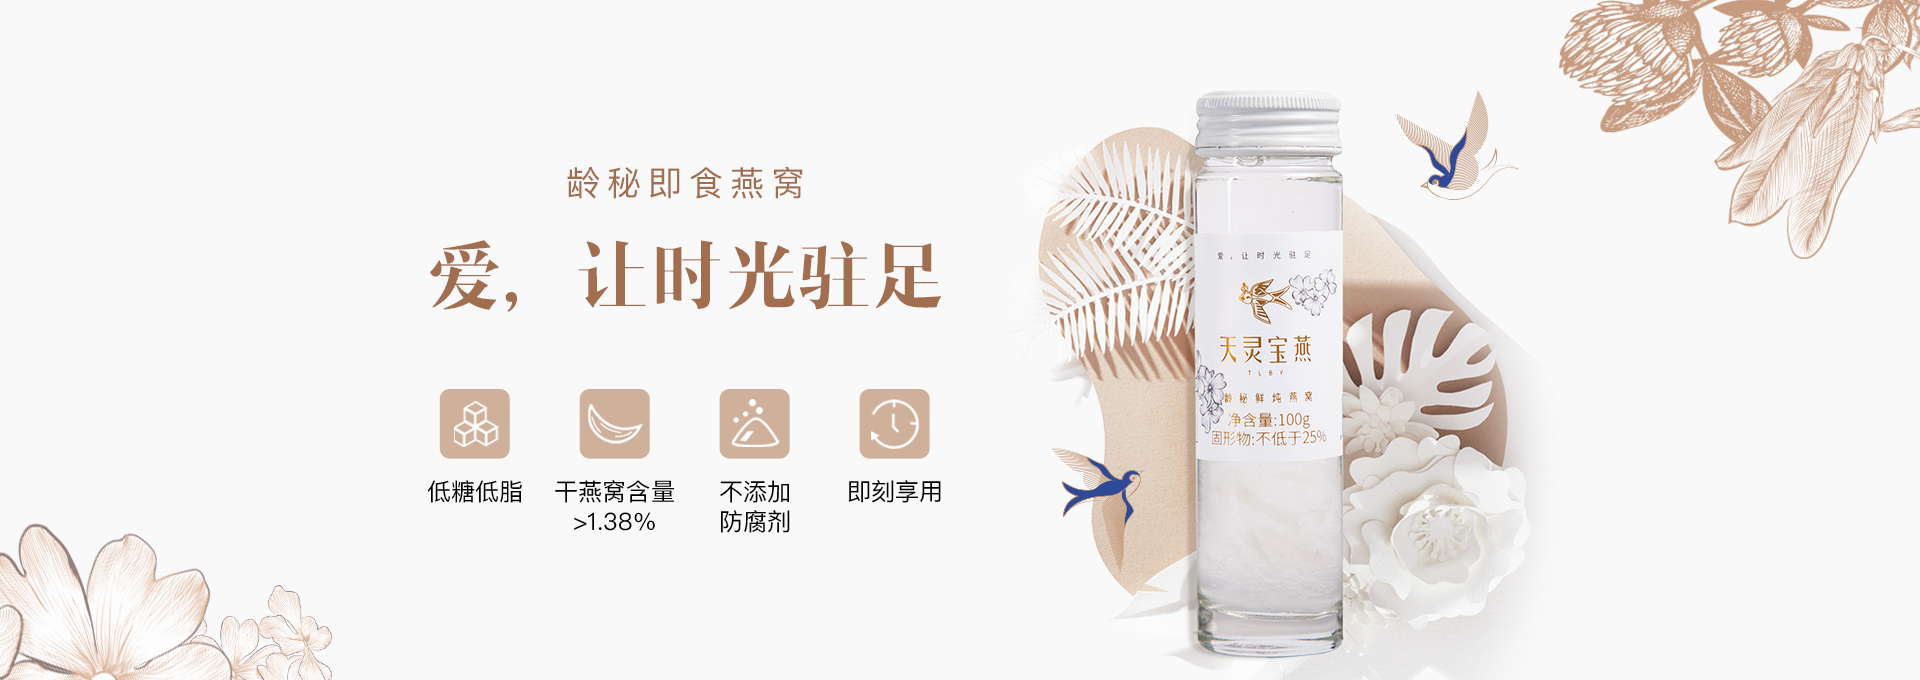 龄秘即食燕窝
爱，让时光驻足
低糖低脂
干燕窝含量
>1.38%
不添加
防腐剂
即刻享用
爱，让时光驻足
天灵宝燕
TLBY
龄秘鲜炖燕窝
净含量:100g
固形物:不低于25%